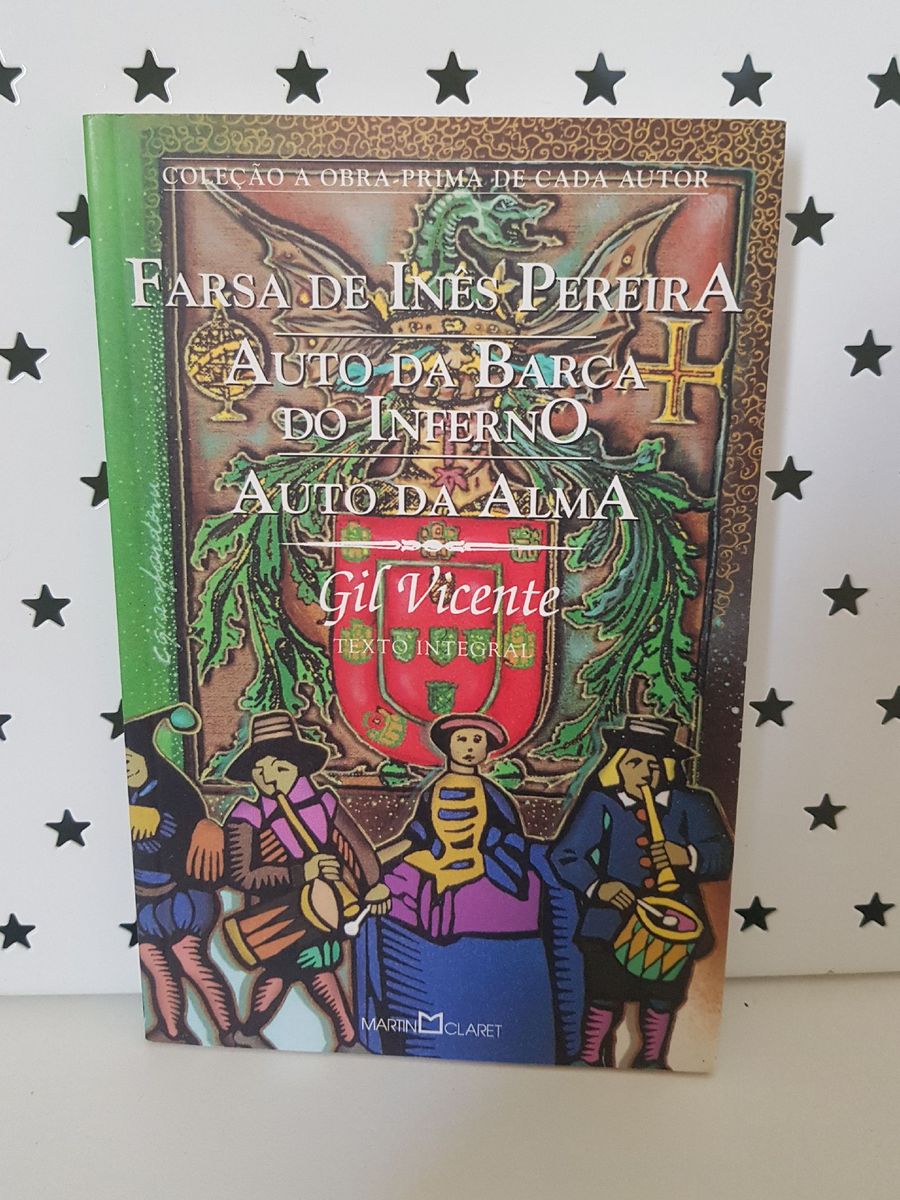 COLEÇÃO A OBRA-PRIMA DE CADA AUTOR
FARSA DE INÊS PEREIRA
AUTO DA BARCA
DO INFERNO
AUTO DA ALMA
Gil Vicente
TEXTO INTEGRAL
MARTIN CLARET